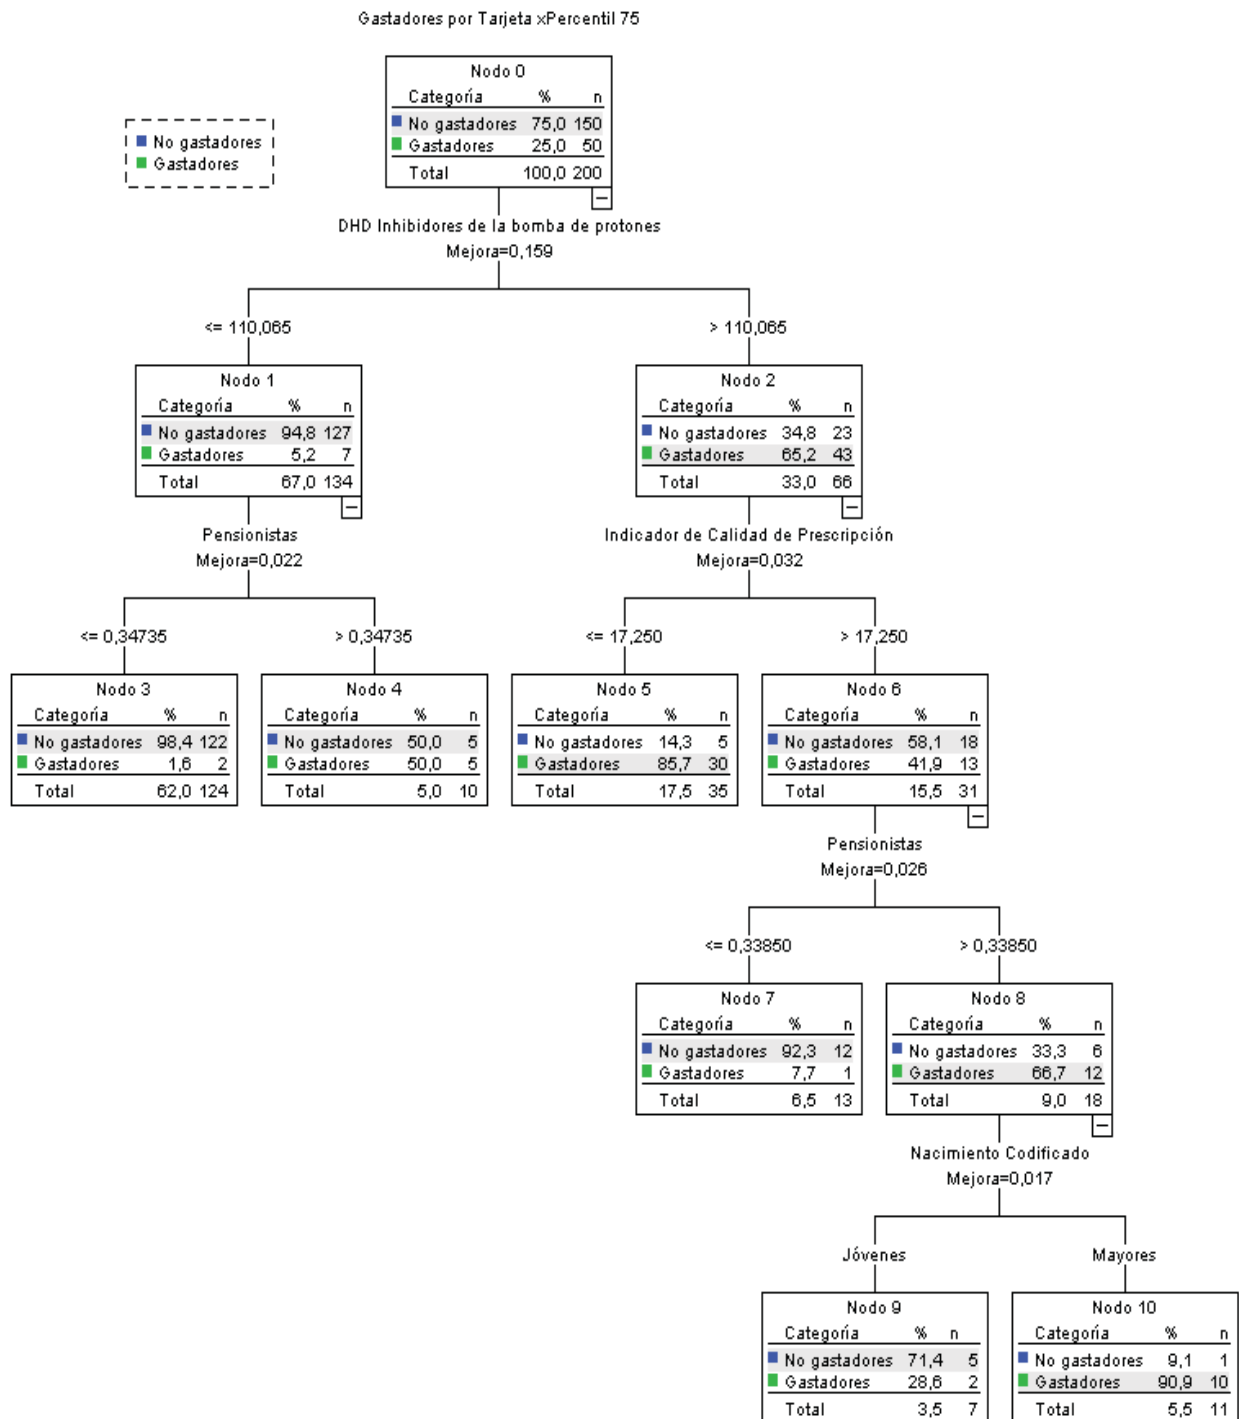 Gastadores por Tarjeta xPercentil 75
No gastadores
Gastadores
Nodo 0
Categoría % n
No gastadores 75,0 150
Gastadores 25,0 50
Total 100,0 200
DHD Inhibidores de la bomba de protones
Mejora=0,159
<= 110,065 > 110,065
Nodo 1
Categoría % n
No gastadores 94,8 127
Gastadores 5,2 7
Total 67,0 134
Nodo 2
Categoría % n
No gastadores 34,8 23
Gastadores 65,2 43
Total 33,0 66
Pensionistas
Mejora=0,022
Indicador de Calidad de Prescripción
Mejora=0,032
<= 0,34735 > 0,34735 <= 17,250 > 17,250
Nodo 3
Categoría % n
No gastadores 98,4 122
Gastadores 1,6 2
Total 62,0 124
Nodo 4
Categoría % n
No gastadores 50,0 5
Gastadores 50,0 5
Total 5,0 10
Nodo 5
Categoría % n
No gastadores 14,3 5
Gastadores 85,7 30
Total 17,5 35
Nodo 6
Categoría % n
No gastadores 58,1 18
Gastadores 41,9 13
Total 15,5 31
Pensionistas
Mejora=0,026
<= 0,33850 > 0,33850
Nodo 7
Categoría % n
No gastadores 92,3 12
Gastadores 7,7 1
Total 6,5 13
Nodo 8
Categoría % n
No gastadores 33,3 6
Gastadores 66,7 12
Total 9,0 18
Nacimiento Codificado
Mejora=0,017
Jóvenes Mayores
Nodo 9
Categoría % n
No gastadores 71,4 5
Gastadores 28,6 2
Total 3,5 7
Nodo 10
Categoría % n
No gastadores 9,1 1
Gastadores 90,9 10
Total 5,5 11